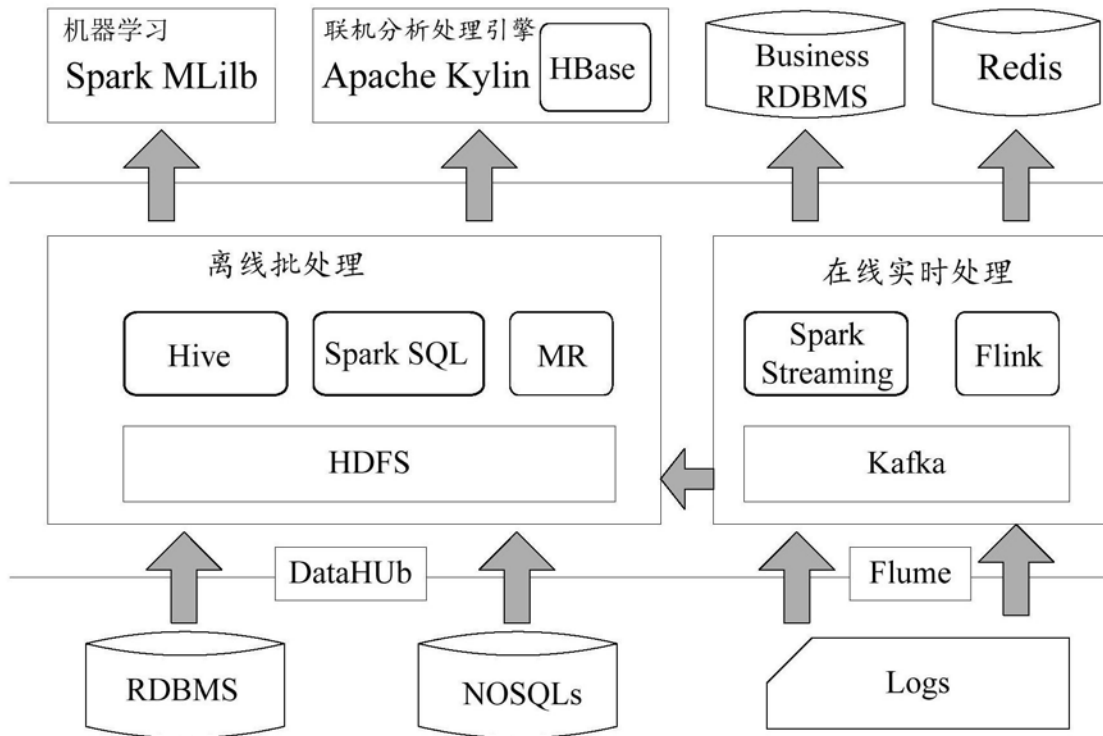 机器学习
Spark MLilb
联机分析处理引擎
Apache Kylin
HBase
Business
RDBMS
Redis
离线批处理
Hive
Spark SQL
MR
HDFS
在线实时处理
Spark
Streaming
Flink
Kafka
DataHUb
Flume
RDBMS
NOSQLs
Logs